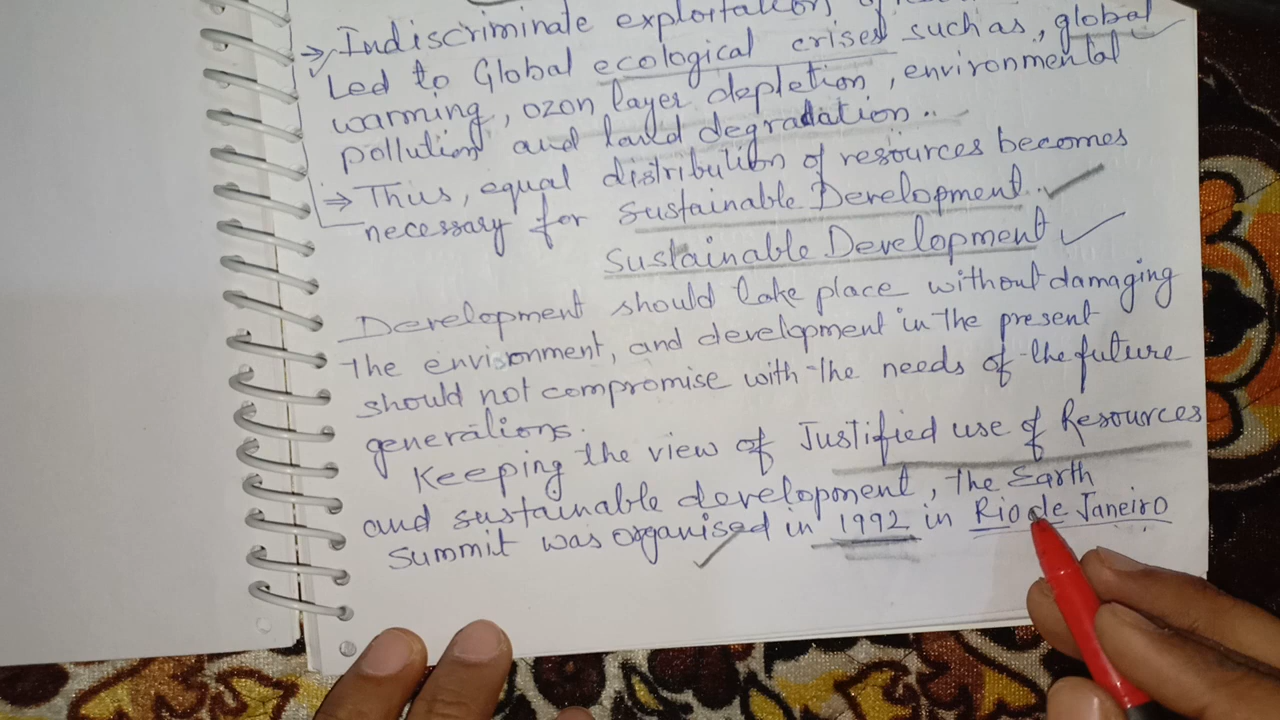 ⇒ Indiscriminate exploitation
Led to Global ecological crises such as, global
warming, ozon layer depletion, environmental
pollution and land degradation..
⇒ Thus, equal distribution of resources becomes
necessary for Sustainable Development.
Sustainable Development
Development should take place without damaging
the environment, and development in the present
should not compromise with the needs of the future
generations.
Keeping the view of Justified use of Resources
and sustainable development, the Earth
Summit was organised in 1992 in Rio de Janeiro